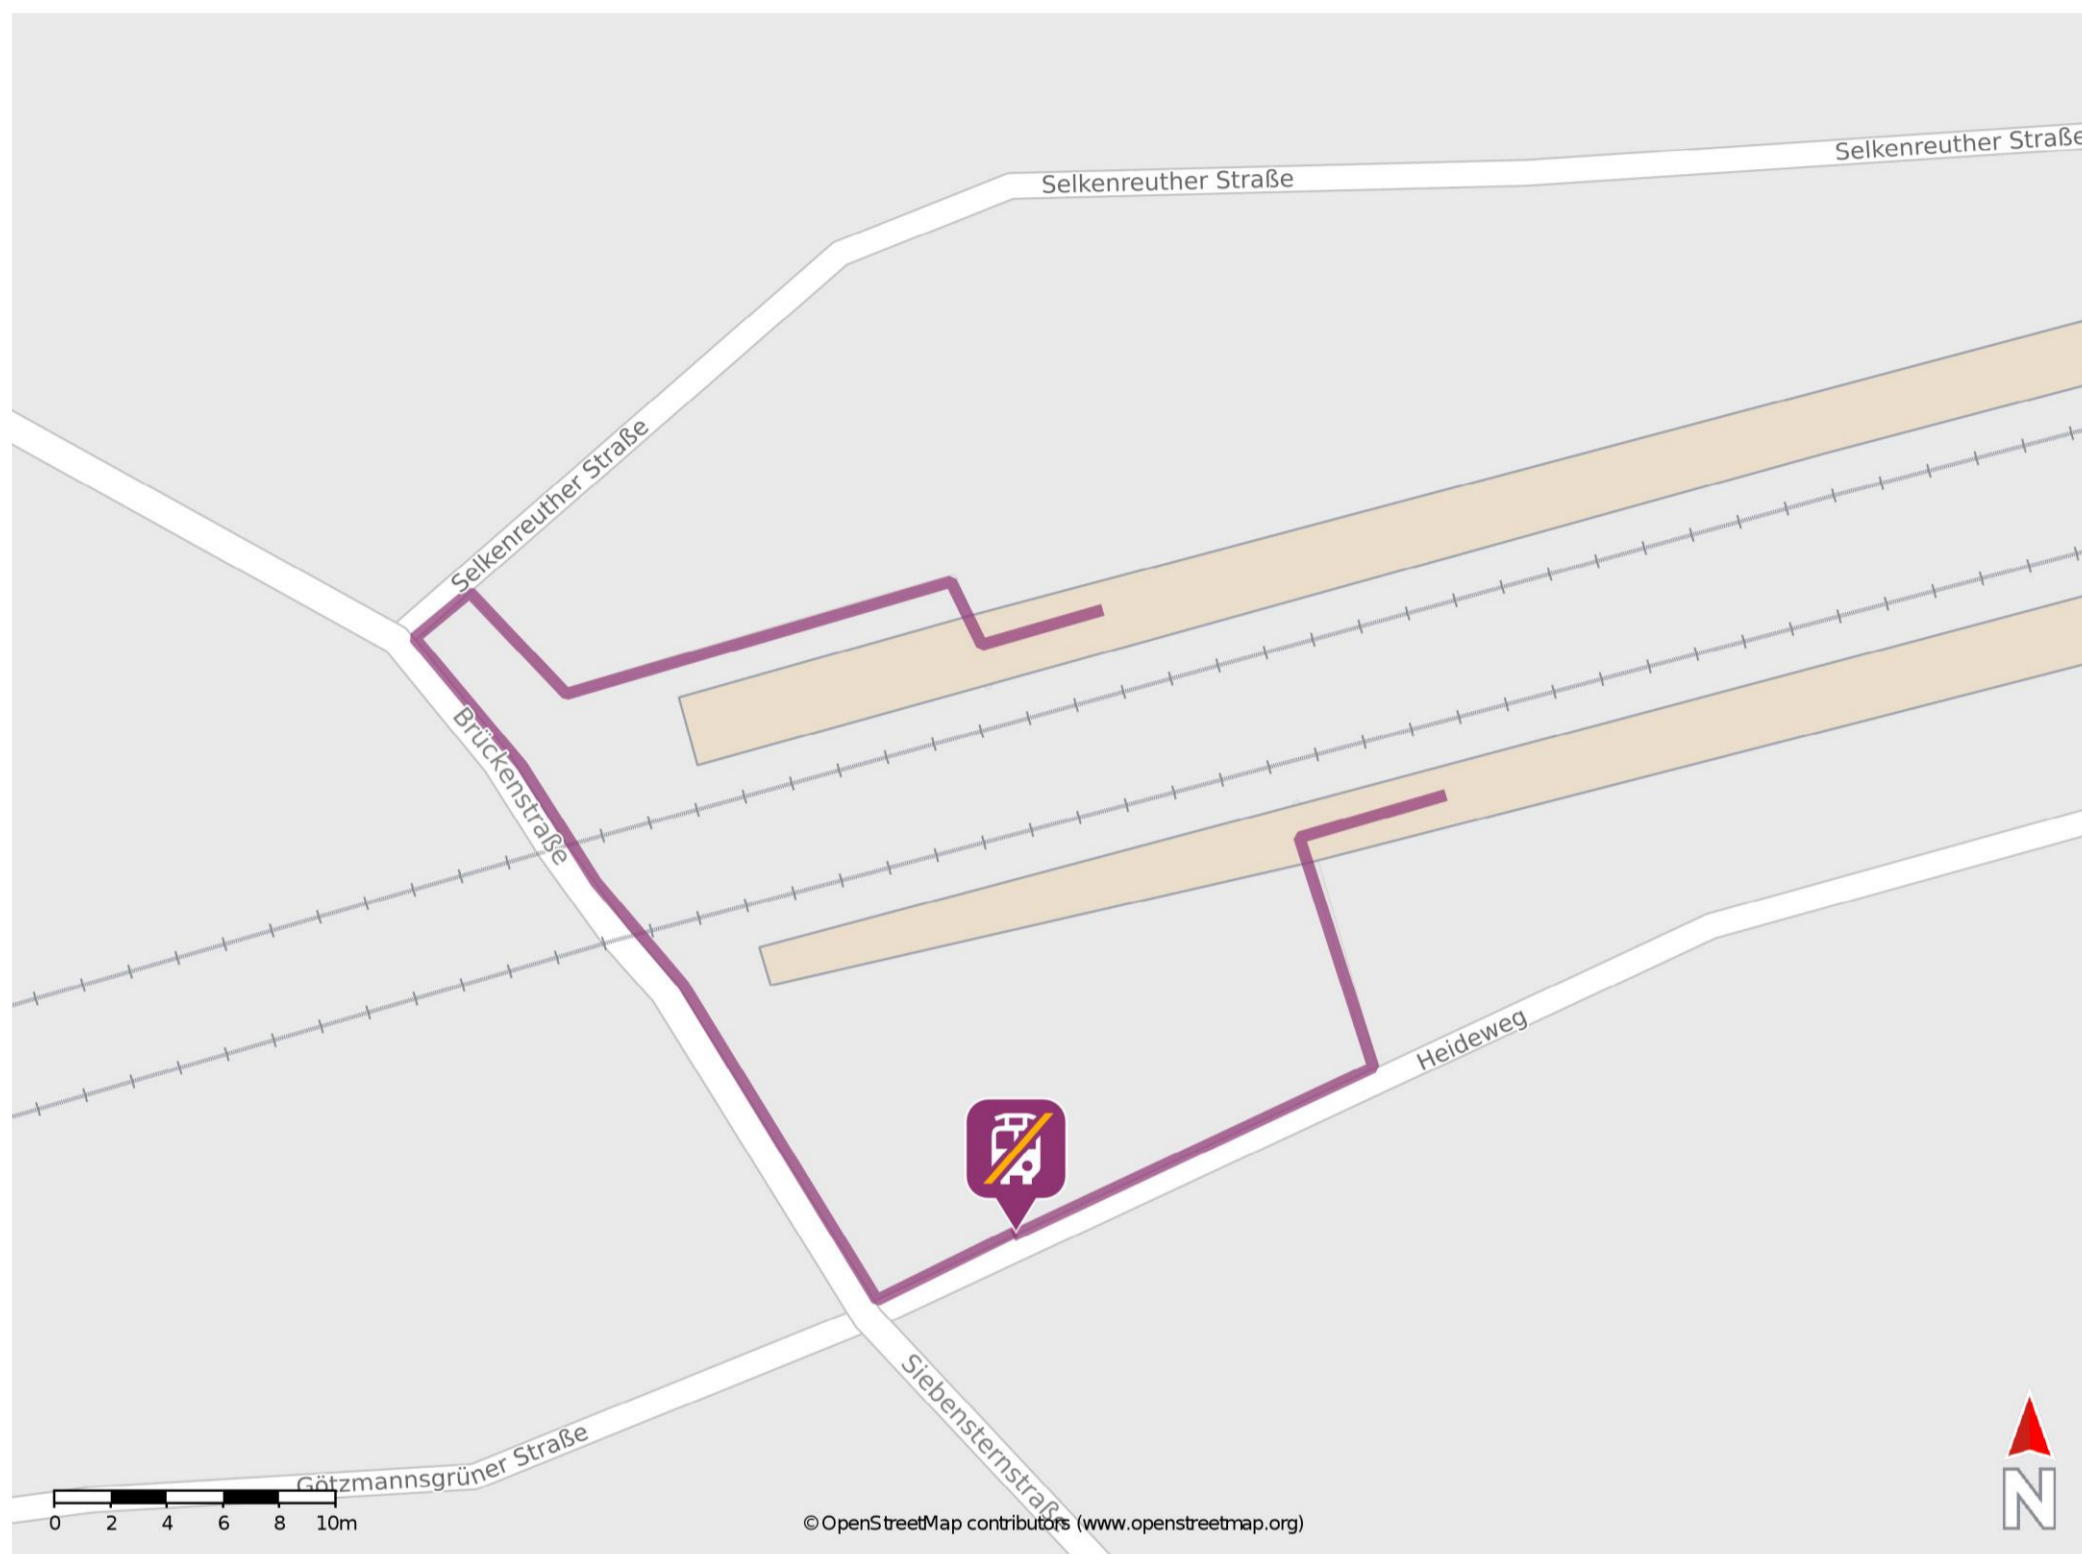 Selkenreuther Straße
Selkenreuther Straße
Selkenreuther Straße
Brückenstraße
Heideweg
Siebensternstraße
Götzmannsgrüner Straße
0 2 4 6 8 10m
© OpenStreetMap contributors (www.openstreetmap.org)
N